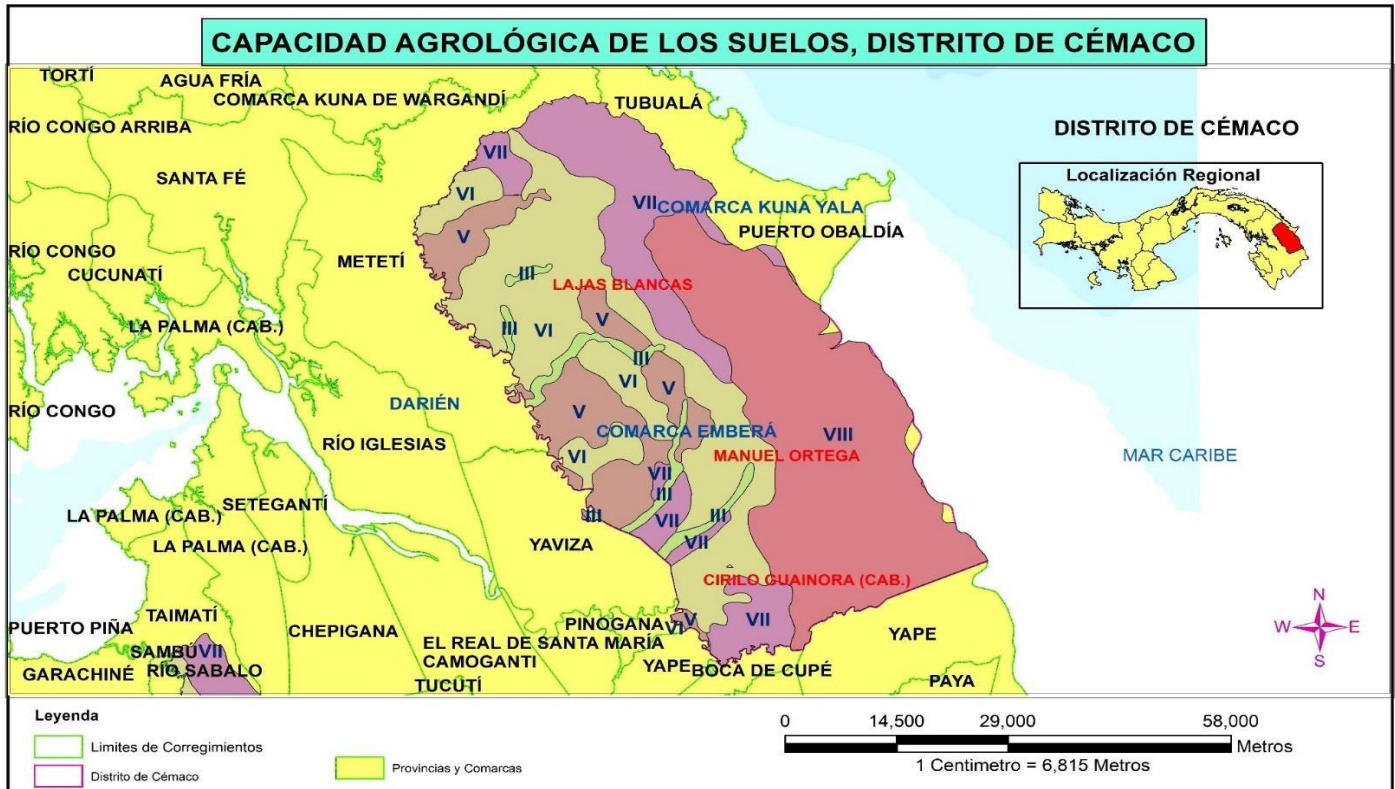 CAPACIDAD AGROLÓGICA DE LOS SUELOS, DISTRITO DE CÉMACO
TORTÍ
AGUA FRÍA
COMARCA KUNA DE WARGANDÍ
TUBUALÁ
RÍO CONGO ARRIBA
DISTRITO DE CÉMACO
Localización Regional
VII
SANTA FÉ
VI
VII
COMARCA KUNA YALA
PUERTO OBALDÍA
V
RÍO CONGO
METETÍ
CUCUNATÍ
III
LAJAS BLANCAS
LA PALMA (CAB.)
III
VI
V
III
VI
V
RÍO CONGO
DARIÉN
V
COMARCA EMBERÁ
VIII
RÍO IGLESIAS
MANUEL ORTEGA
MAR CARIBE
VI
VII
III
SETEGANTÍ
LA PALMA (CAB.)
III
VII
III
YAVIZA
LA PALMA (CAB.)
VII
CIRILO GUAINORA (CAB.)
TAIMATÍ
PUERTO PIÑA
CHEPIGANA
PINOGANA
VI
V
VII
YAPE
SAMBÚ
VII
EL REAL DE SANTA MARÍA
GARACHINÉ
RÍO SABALO
CAMOGANTI
YAPE
BOCA DE CUPÉ
TUCUTÍ
PAYA
N
W
E
S
Leyenda
Limites de Corregimientos
Distrito de Cémaco
Provincias y Comarcas
0 14,500 29,000 58,000
Metros
1 Centimetro = 6,815 Metros